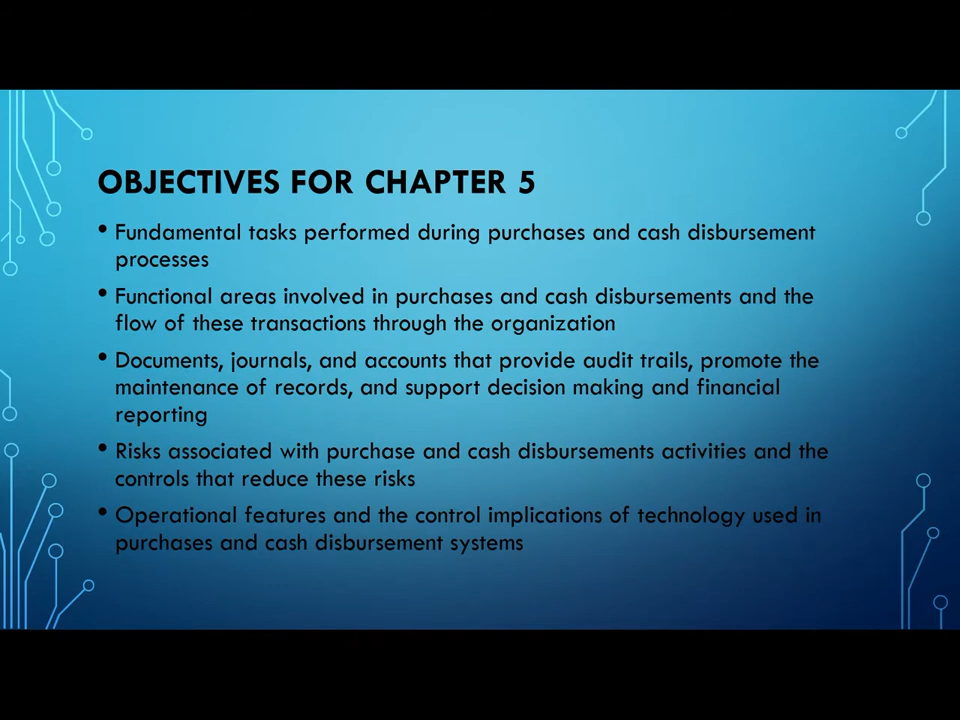 OBJECTIVES FOR CHAPTER 5
• Fundamental tasks performed during purchases and cash disbursement
processes
• Functional areas involved in purchases and cash disbursements and the
flow of these transactions through the organization
• Documents, journals, and accounts that provide audit trails, promote the
maintenance of records, and support decision making and financial
reporting
• Risks associated with purchase and cash disbursements activities and the
controls that reduce these risks
• Operational features and the control implications of technology used in
purchases and cash disbursement systems